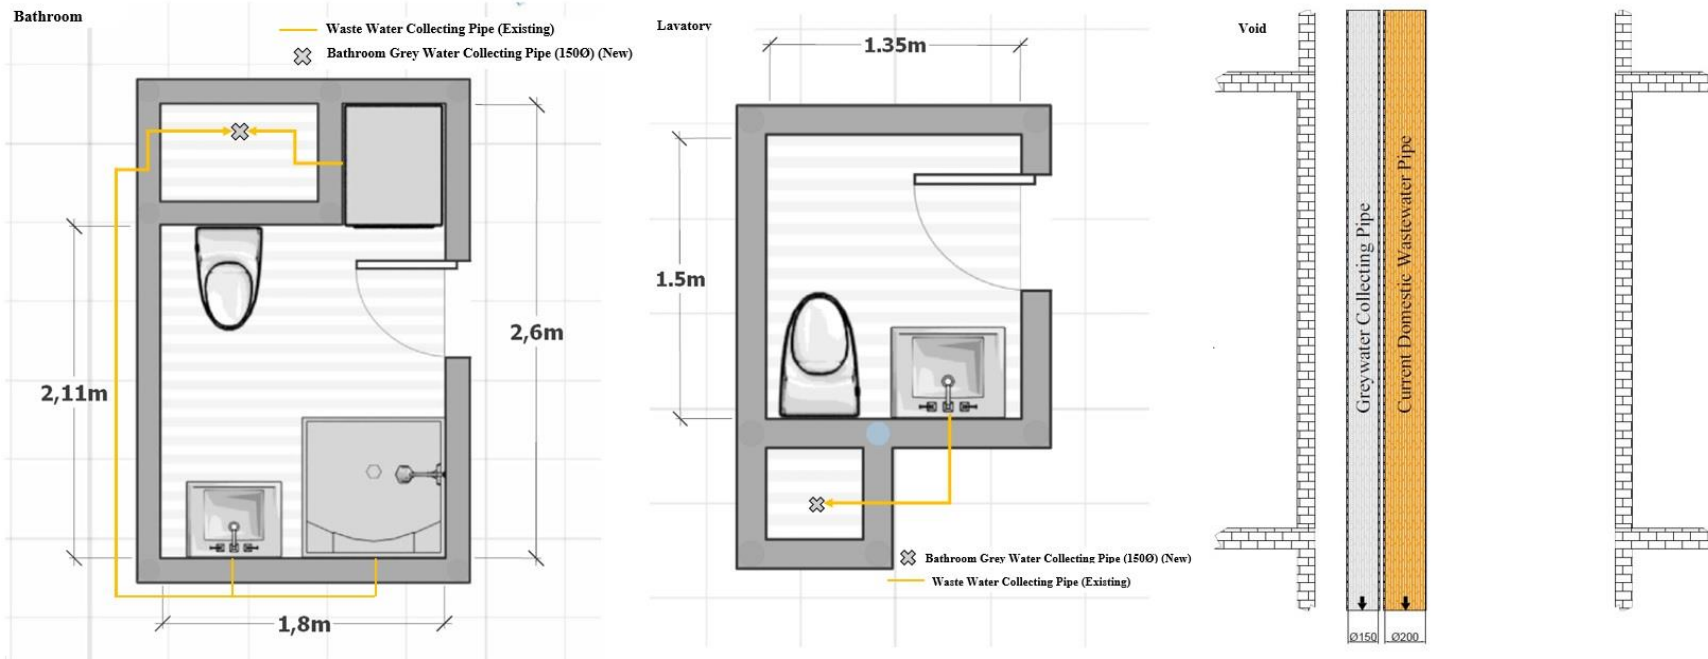 Bathroom
Waste Water Collecting Pipe (Existing)
Bathroom Grey Water Collecting Pipe (150Ø) (New)
2,6m
2,11m
1,8m
Lavatory
1.35m
1.5m
Bathroom Grey Water Collecting Pipe (150Ø) (New)
Waste Water Collecting Pipe (Existing)
Void
Greywater Collecting Pipe
Current Domestic Wastewater Pipe
Ø150
Ø200